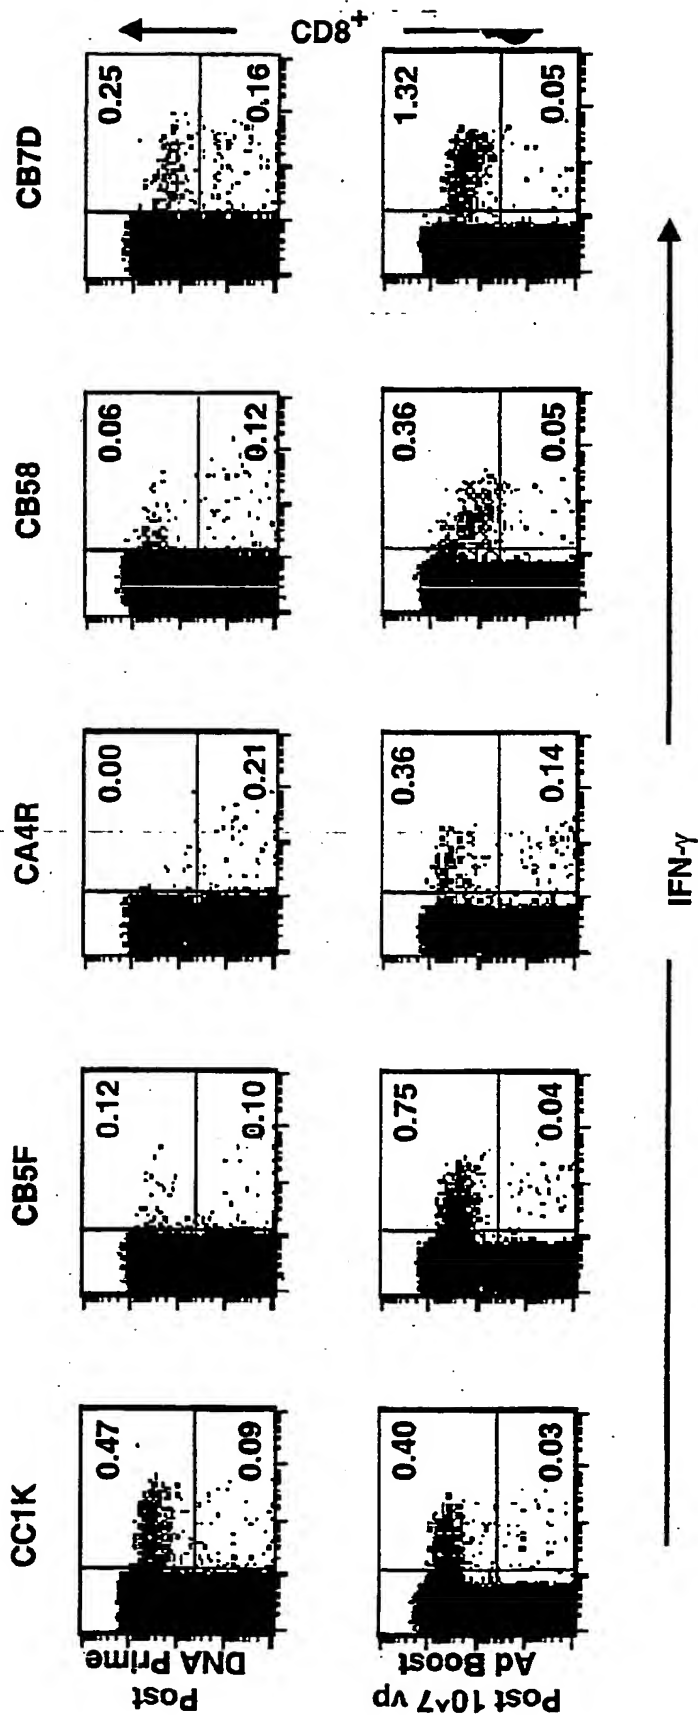 CC1K
CB5F
CA4R
CB58
CB7D
Post
DNA Prime
0.47
0.09
0.12
0.10
0.00
0.21
0.06
0.12
0.25
0.16
Post 10^7 vp
Ad Boost
0.40
0.03
0.75
0.04
0.36
0.14
0.36
0.05
1.32
0.05
CD8+
IFN-γ